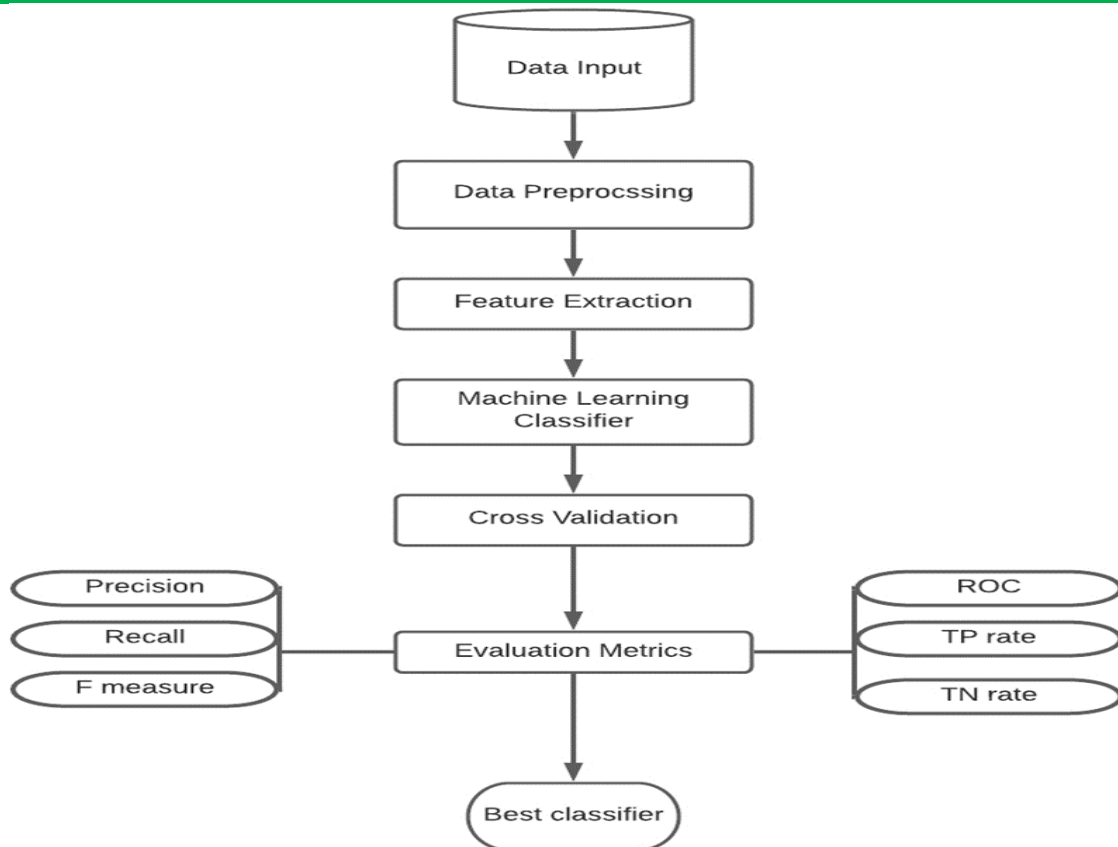 Data Input
Data Preprocssing
Feature Extraction
Machine Learning
Classifier
Cross Validation
Precision
Recall
F measure
Evaluation Metrics
ROC
TP rate
TN rate
Best classifier